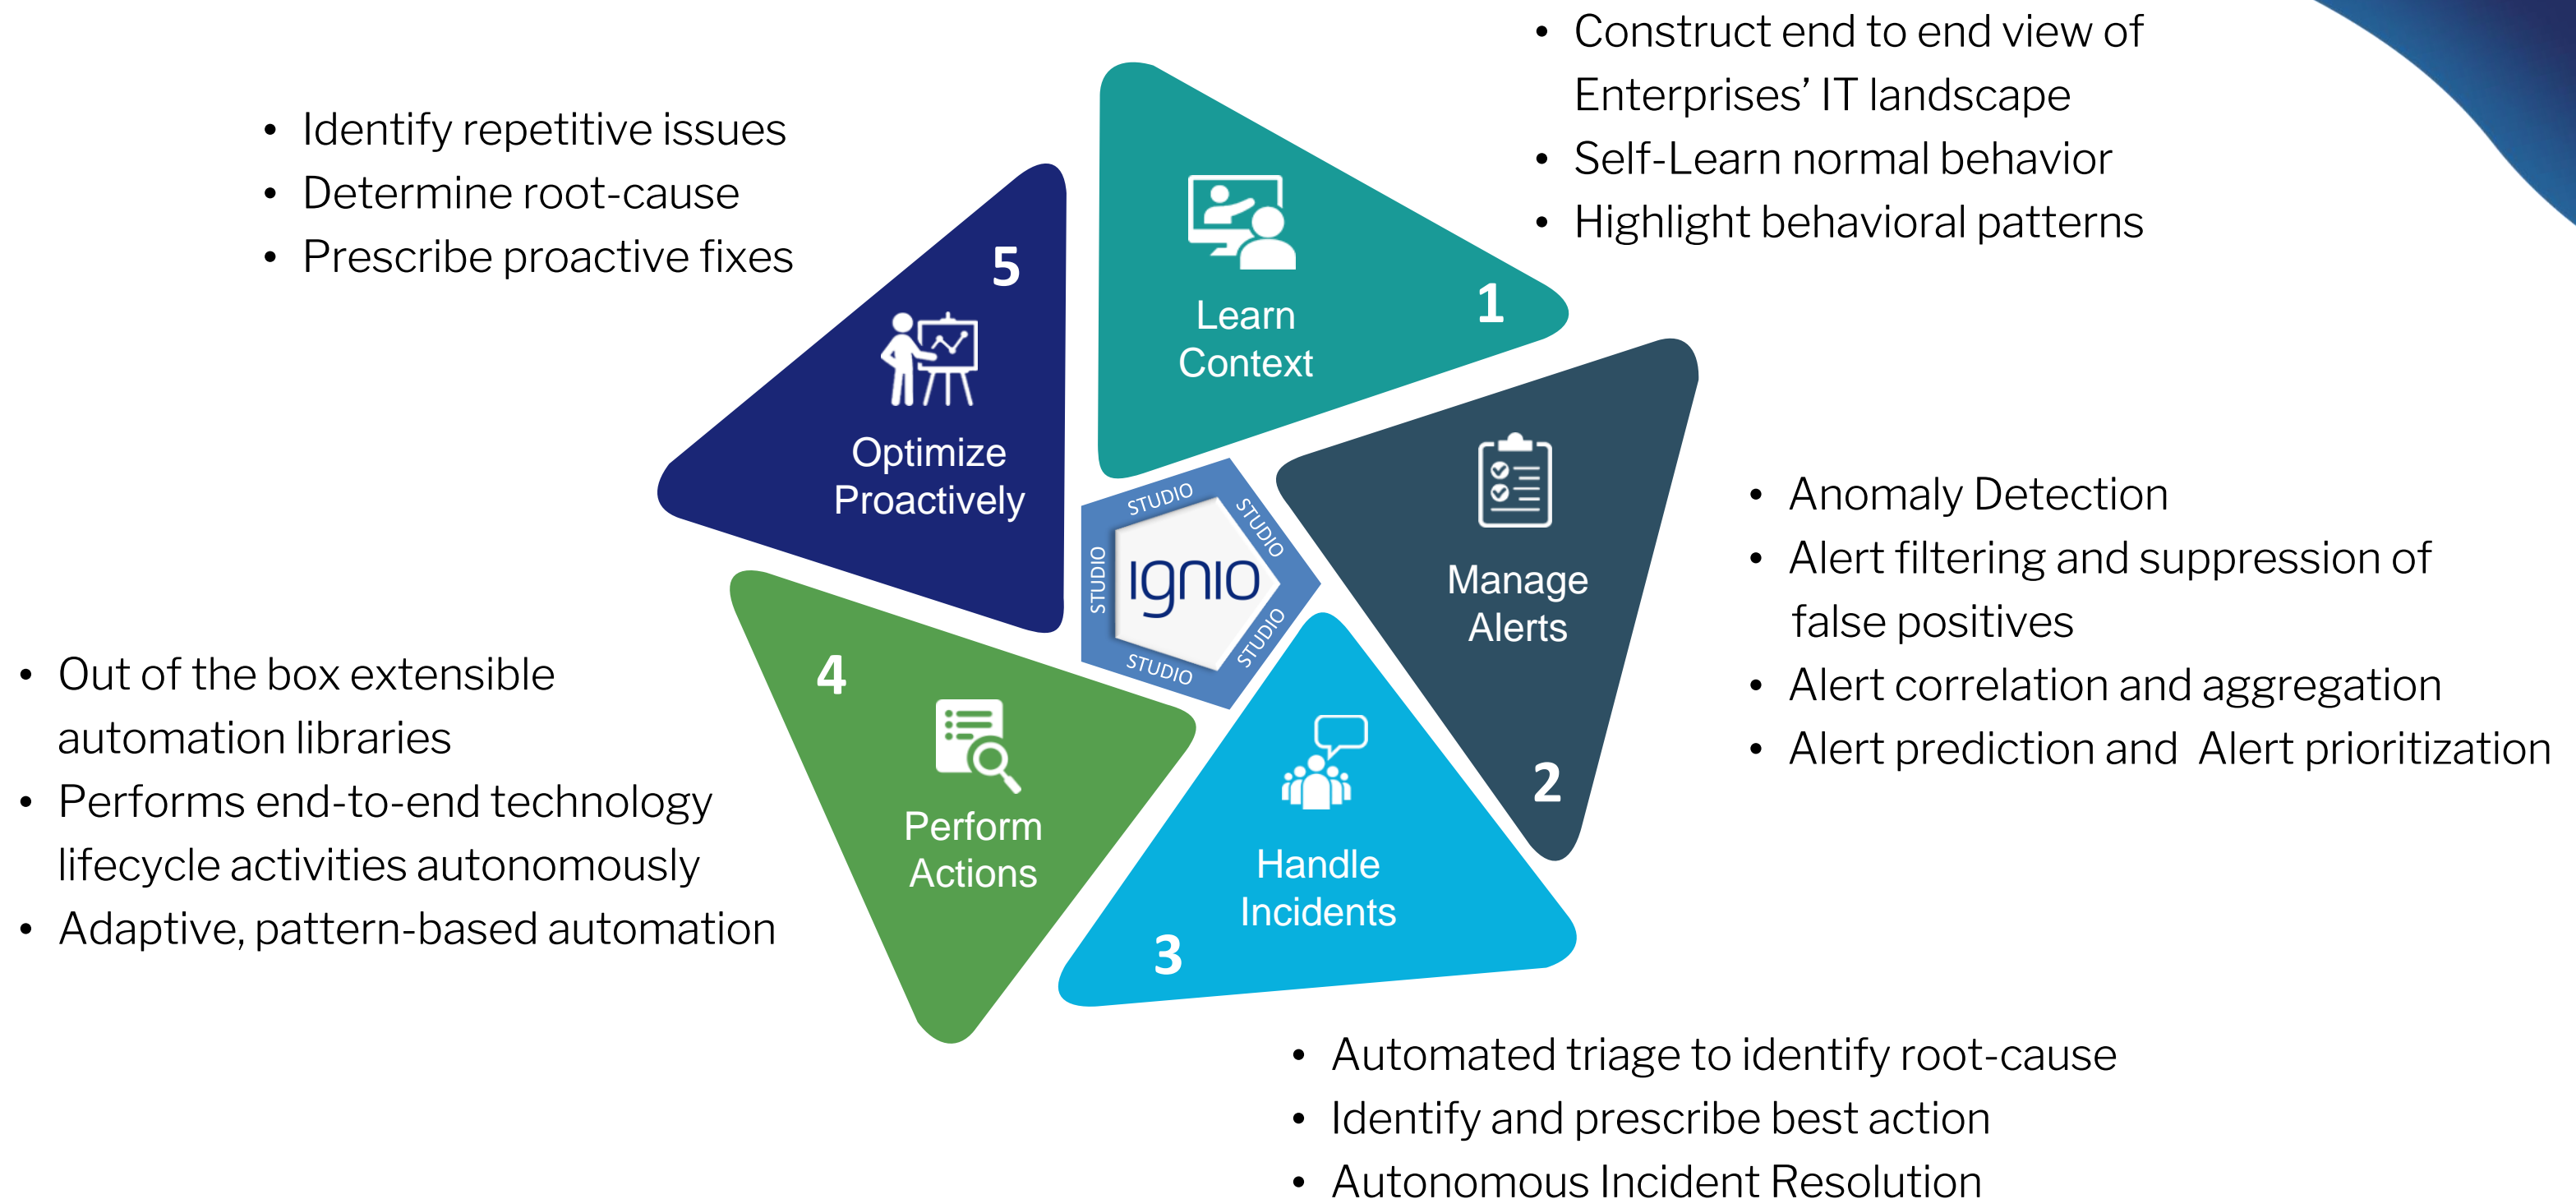 • Construct end to end view of
Enterprises’ IT landscape
• Self-Learn normal behavior
• Highlight behavioral patterns
• Identify repetitive issues
• Determine root-cause
• Prescribe proactive fixes
5
Optimize
Proactively
Learn
Context
1
Manage
Alerts
2
• Anomaly Detection
• Alert filtering and suppression of
false positives
• Alert correlation and aggregation
• Alert prediction and  Alert prioritization
STUDIO
STUDIO
STUDIO
ignio
STUDIO
STUDIO
• Out of the box extensible
automation libraries
• Performs end-to-end technology
lifecycle activities autonomously
• Adaptive, pattern-based automation
4
Perform
Actions
Handle
Incidents
3
• Automated triage to identify root-cause
• Identify and prescribe best action
• Autonomous Incident Resolution